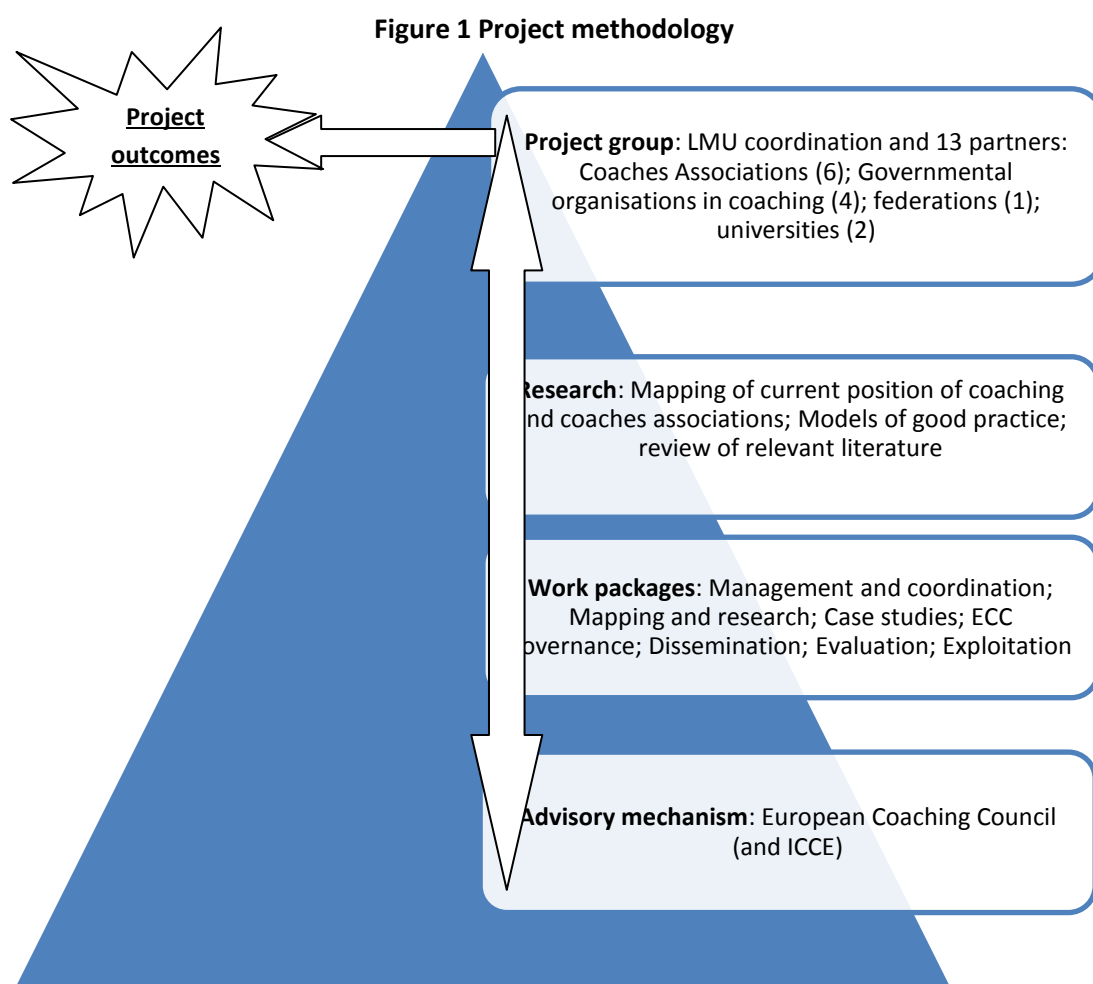 Figure 1 Project methodology
Project
outcomes
Project group: LMU coordination and 13 partners:
Coaches Associations (6); Governmental
organisations in coaching (4); federations (1);
universities (2)
Research: Mapping of current position of coaching
nd coaches associations; Models of good practice;
review of relevant literature
Work packages: Management and coordination;
Mapping and research; Case studies; ECC
overnance; Dissemination; Evaluation; Exploitation
Advisory mechanism: European Coaching Council
(and ICCE)